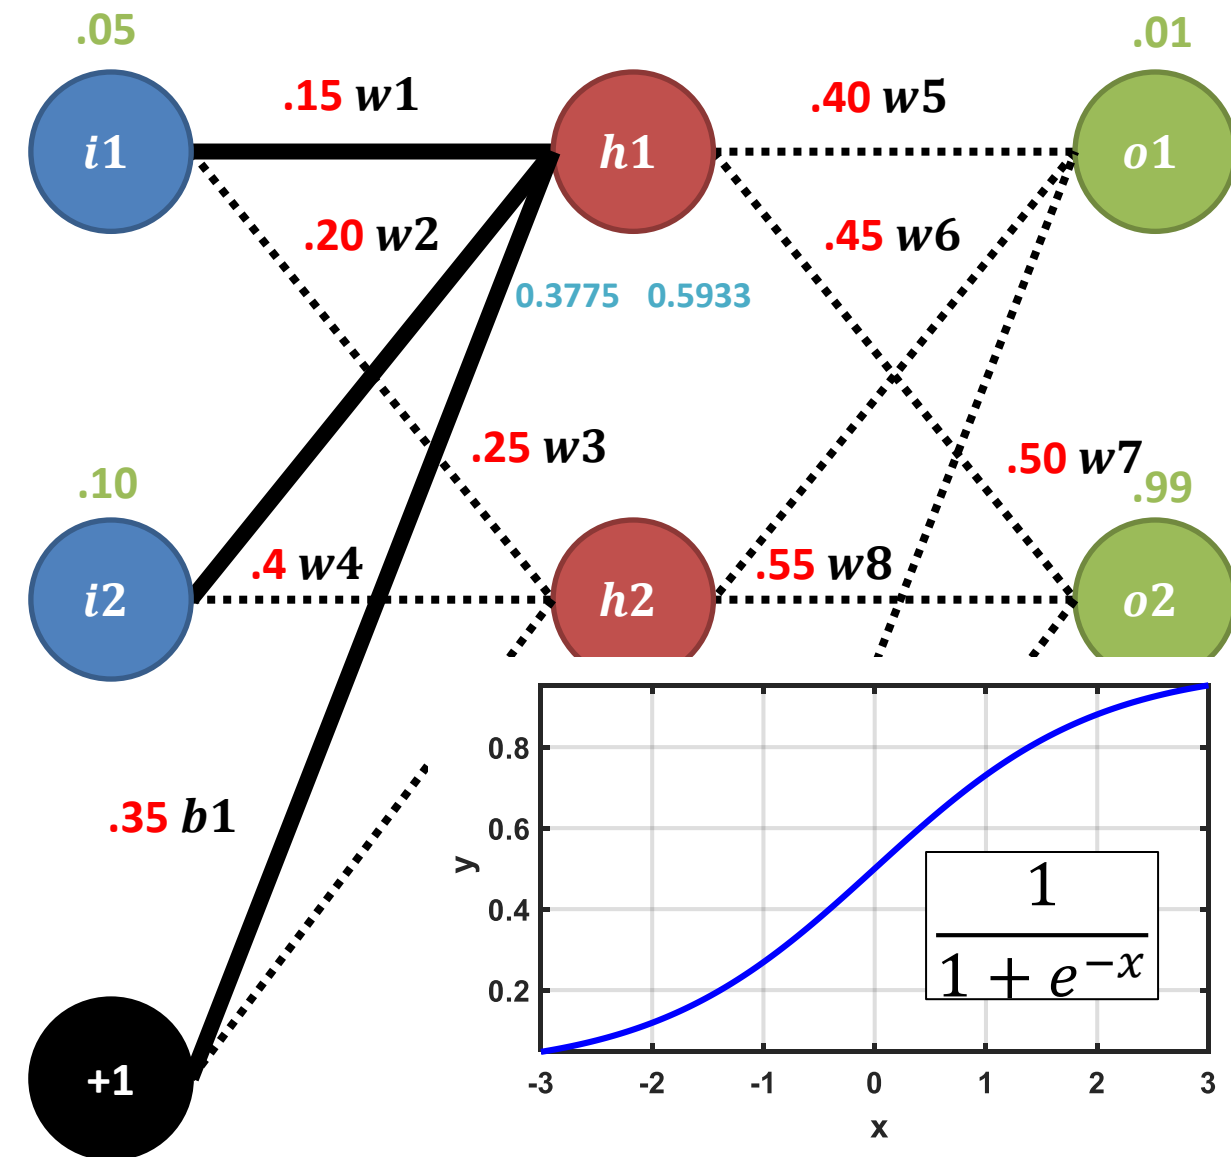 .05
.01
.15 w1
.40 w5
i1
h1
o1
.20 w2
.45 w6
0.3775 0.5933
.25 w3
.50 w7
.10
.99
.4 w4
.55 w8
i2
h2
o2
.35 b1
+1
0.8
0.6
0.4
0.2
y
1
1 + e^{-x}
-3 -2 -1 0 1 2 3
x